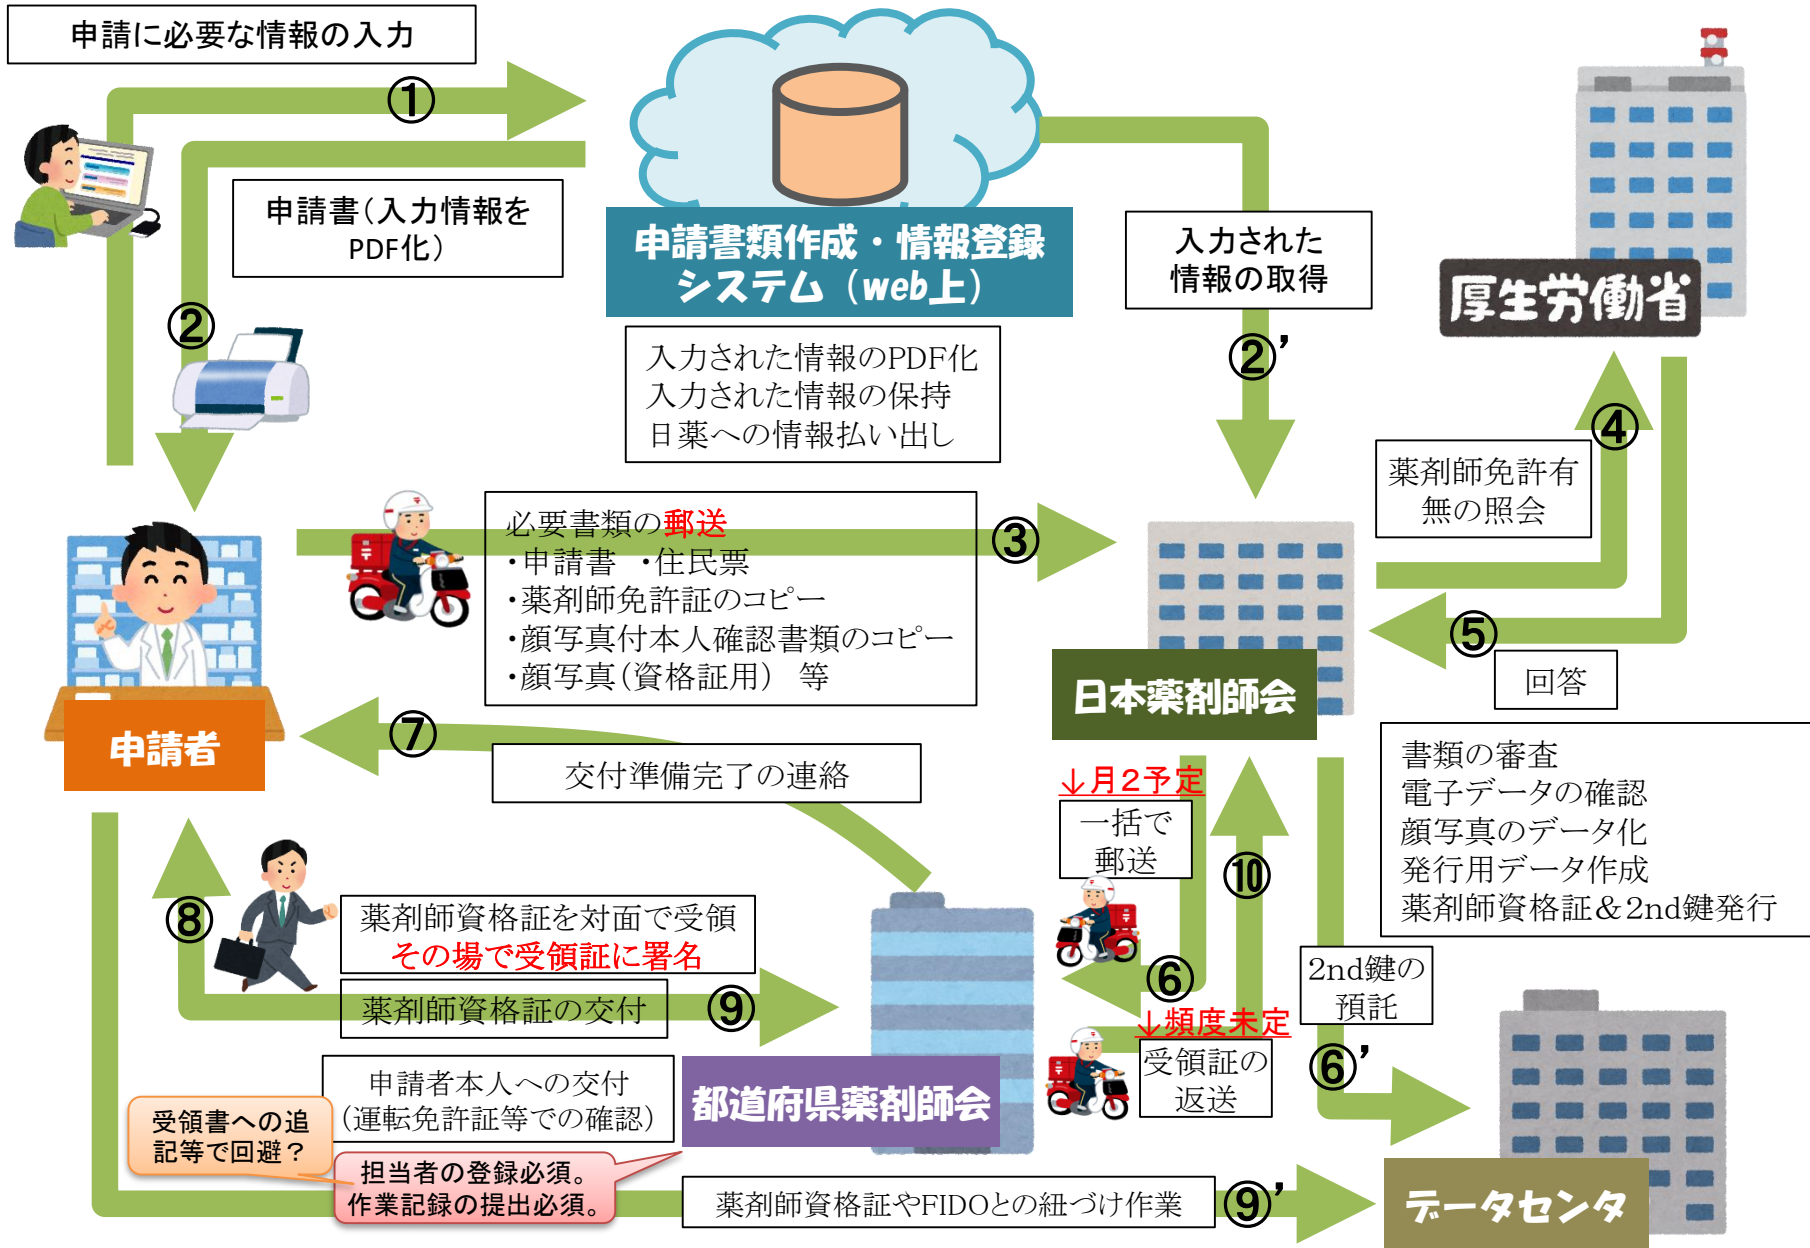 申請に必要な情報の入力
①
申請書（入力情報を
PDF化）
②
申請書類作成・情報登録
システム（web上）
入力された情報のPDF化
入力された情報の保持
日薬への情報払い出し
入力された
情報の取得
②’
厚生労働省
④
薬剤師免許有
無の照会
⑤
回答
必要書類の郵送
・申請書　・住民票
・薬剤師免許証のコピー
・顔写真付本人確認書類のコピー
・顔写真（資格証用）　等
③
申請者
日本薬剤師会
書類の審査
電子データの確認
顔写真のデータ化
発行用データ作成
薬剤師資格証＆2nd鍵発行
⑦
交付準備完了の連絡
↓月2予定
一括で
郵送
⑥
⑩
↓頻度未定
受領証の
返送
2nd鍵の
預託
⑥’
⑧
薬剤師資格証を対面で受領
その場で受領証に署名
薬剤師資格証の交付
⑨
申請者本人への交付
（運転免許証等での確認）
都道府県薬剤師会
受領書への追
記等で回避？
担当者の登録必須。
作業記録の提出必須。
薬剤師資格証やFIDOとの紐づけ作業
⑨’
データセンタ